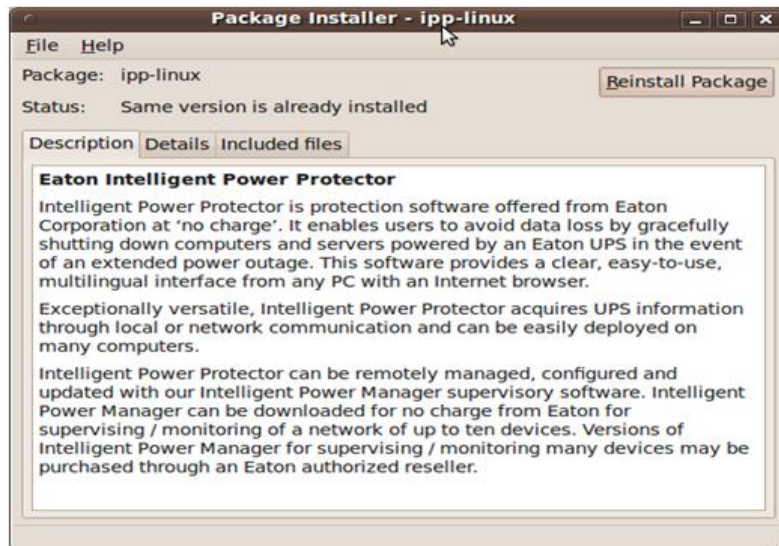 Package Installer - ipp-linux
File Help
Package: ipp-linux
Reinstall Package
Status: Same version is already installed
Description Details Included files
Eaton Intelligent Power Protector
Intelligent Power Protector is protection software offered from Eaton
Corporation at ‘no charge’. It enables users to avoid data loss by gracefully
shutting down computers and servers powered by an Eaton UPS in the event
of an extended power outage. This software provides a clear, easy-to-use,
multilingual interface from any PC with an Internet browser.
Exceptionally versatile, Intelligent Power Protector acquires UPS information
through local or network communication and can be easily deployed on
many computers.
Intelligent Power Protector can be remotely managed, configured and
updated with our Intelligent Power Manager supervisory software. Intelligent
Power Manager can be downloaded for no charge from Eaton for
supervising / monitoring of a network of up to ten devices. Versions of
Intelligent Power Manager for supervising / monitoring many devices may be
purchased through an Eaton authorized reseller.